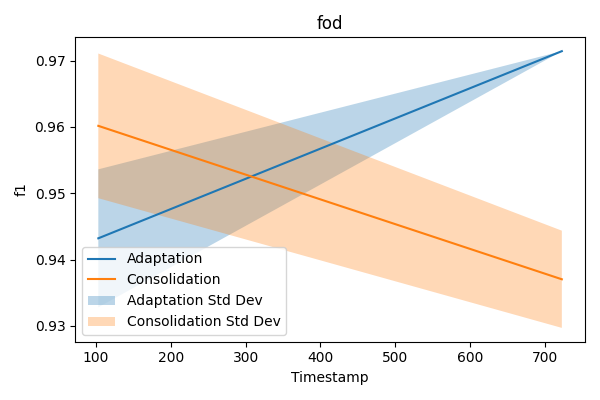 fod
0.97
0.96
0.95
0.94
0.93
f1
Adaptation
Consolidation
Adaptation Std Dev
Consolidation Std Dev
100 200 300 400 500 600 700
Timestamp